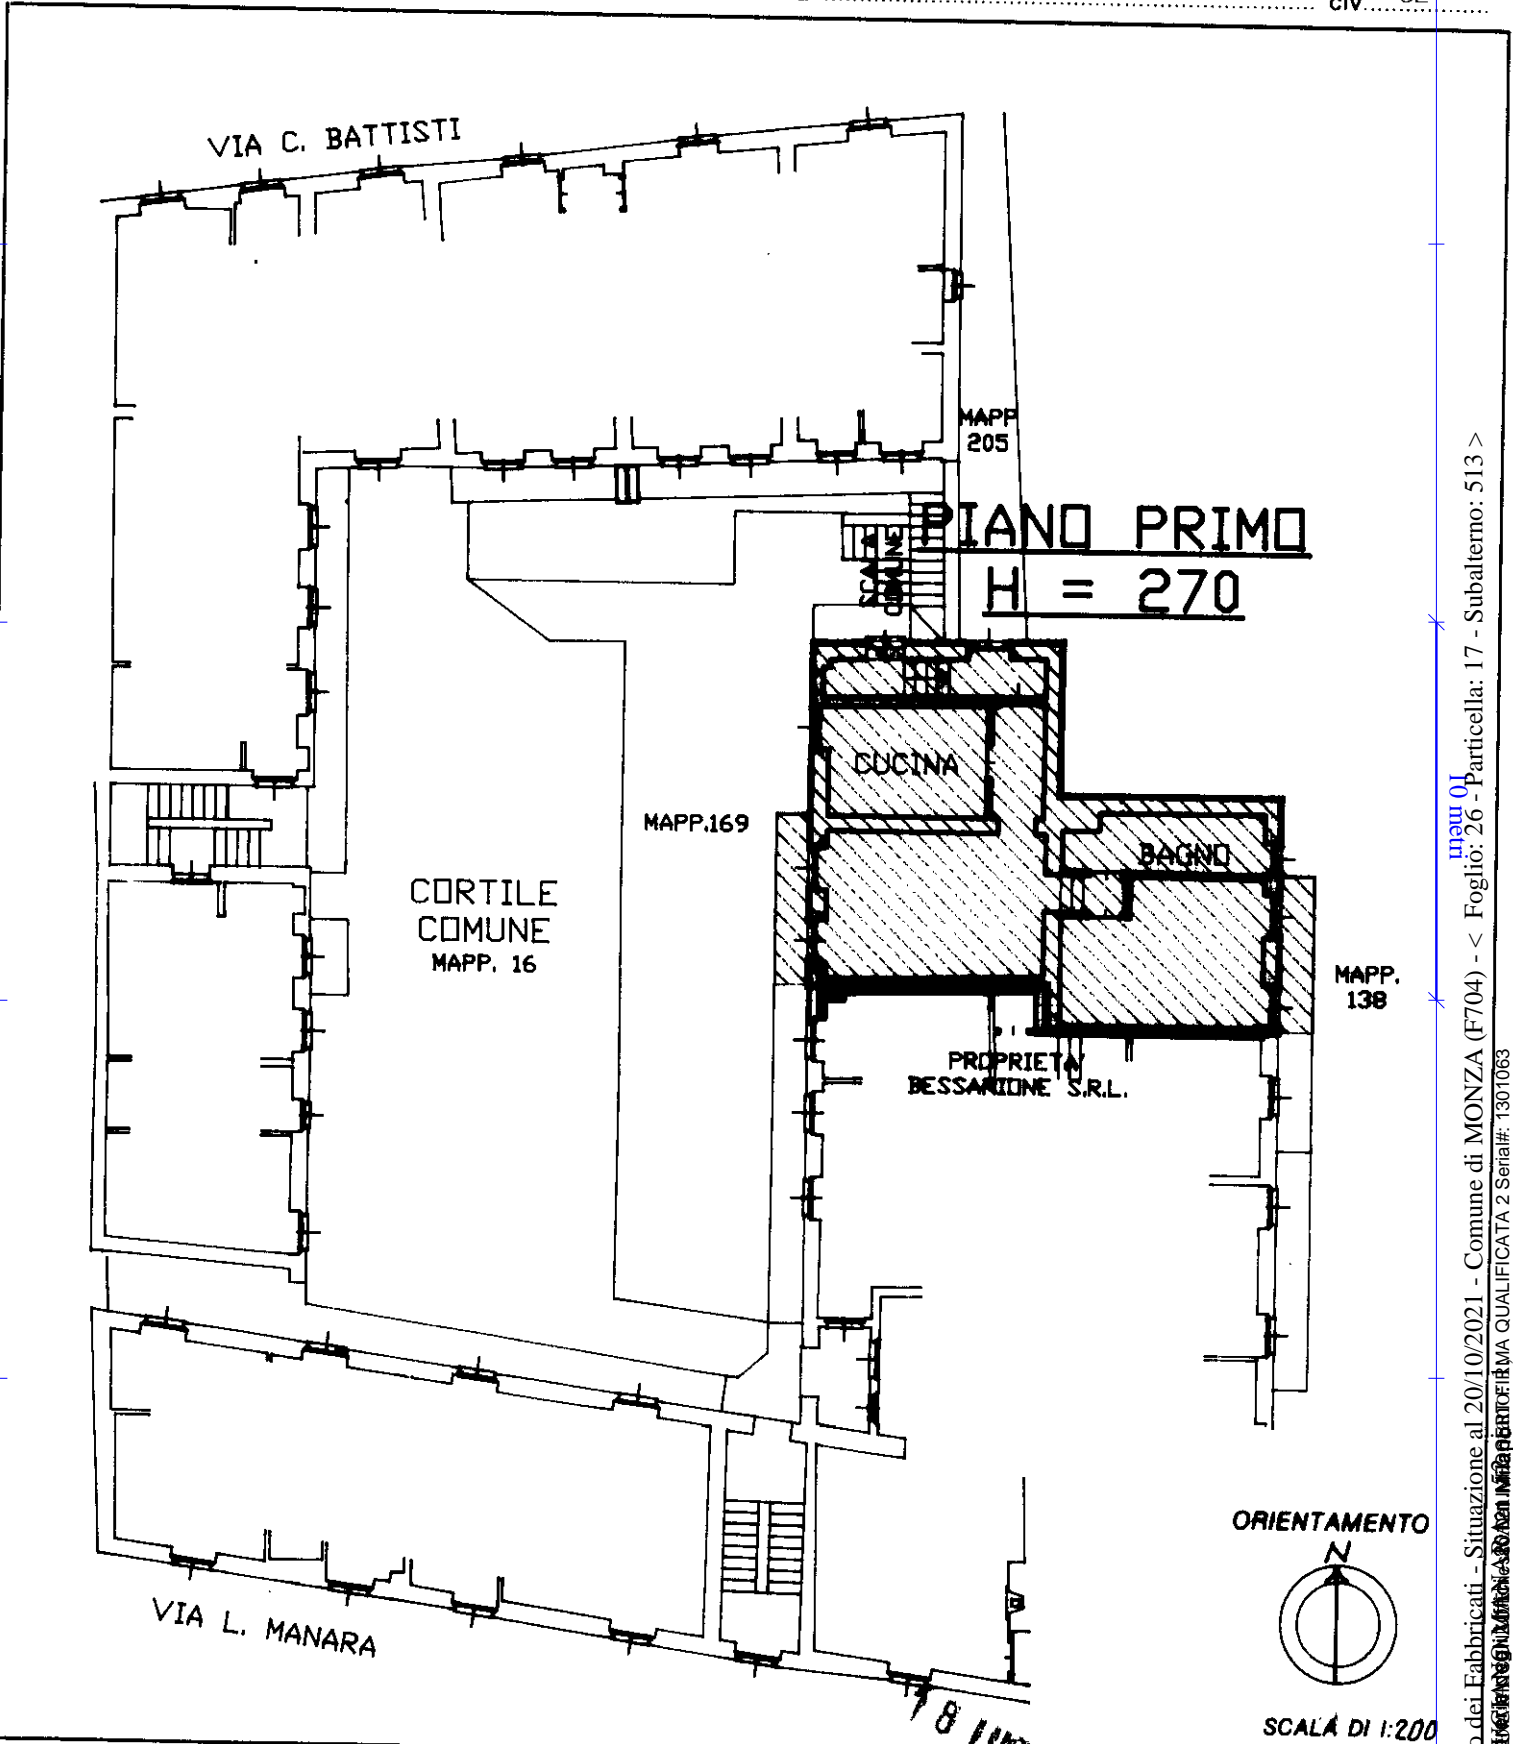 CIV
VIA C. BATTISTI
MAPP
205
PIANO PRIMO
H = 270
SCALA
COMUNE
CUCINA
MAPP.169
BAGNO
CORTILE
COMUNE
MAPP. 16
MAPP.
138
PROPRIETA'
BESSARIONE S.R.L.
VIA L. MANARA
ORIENTAMENTO
N
SCALA DI 1:200
10 metri
dei Fabbricati - Situazione al 20/10/2021 - Comune di MONZA (F704) - < Foglio: 26 - Particella: 17 - Subalterno: 513 >
FIRMA QUALIFICATA 2 Serial#: 1301063